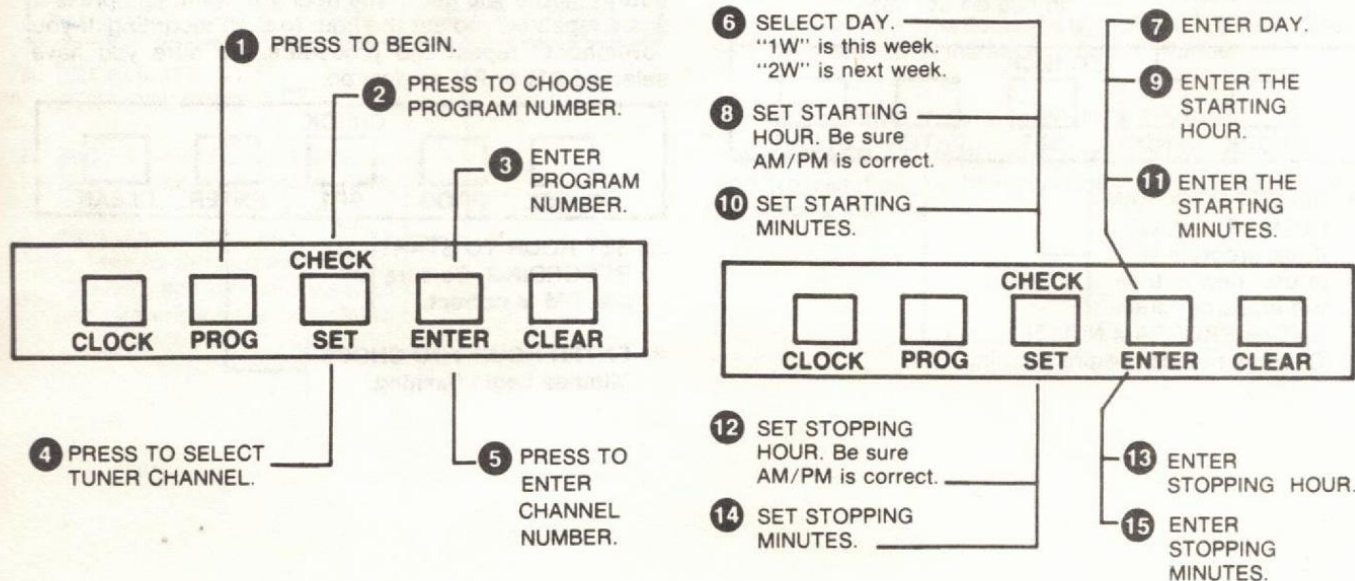 1 PRESS TO BEGIN.
2 PRESS TO CHOOSE
PROGRAM NUMBER.
3 ENTER
PROGRAM
NUMBER.
CHECK
CLOCK PROG SET ENTER CLEAR
4 PRESS TO SELECT
TUNER CHANNEL.
5 PRESS TO
ENTER
CHANNEL
NUMBER.
6 SELECT DAY.
"1W" is this week.
"2W" is next week.
7 ENTER DAY.
8 SET STARTING
HOUR. Be sure
AM/PM is correct.
9 ENTER THE
STARTING
HOUR.
10 SET STARTING
MINUTES.
11 ENTER THE
STARTING
MINUTES.
CHECK
CLOCK PROG SET ENTER CLEAR
12 SET STOPPING
HOUR. Be sure
AM/PM is correct.
13 ENTER
STOPPING HOUR.
14 SET STOPPING
MINUTES.
15 ENTER
STOPPING
MINUTES.